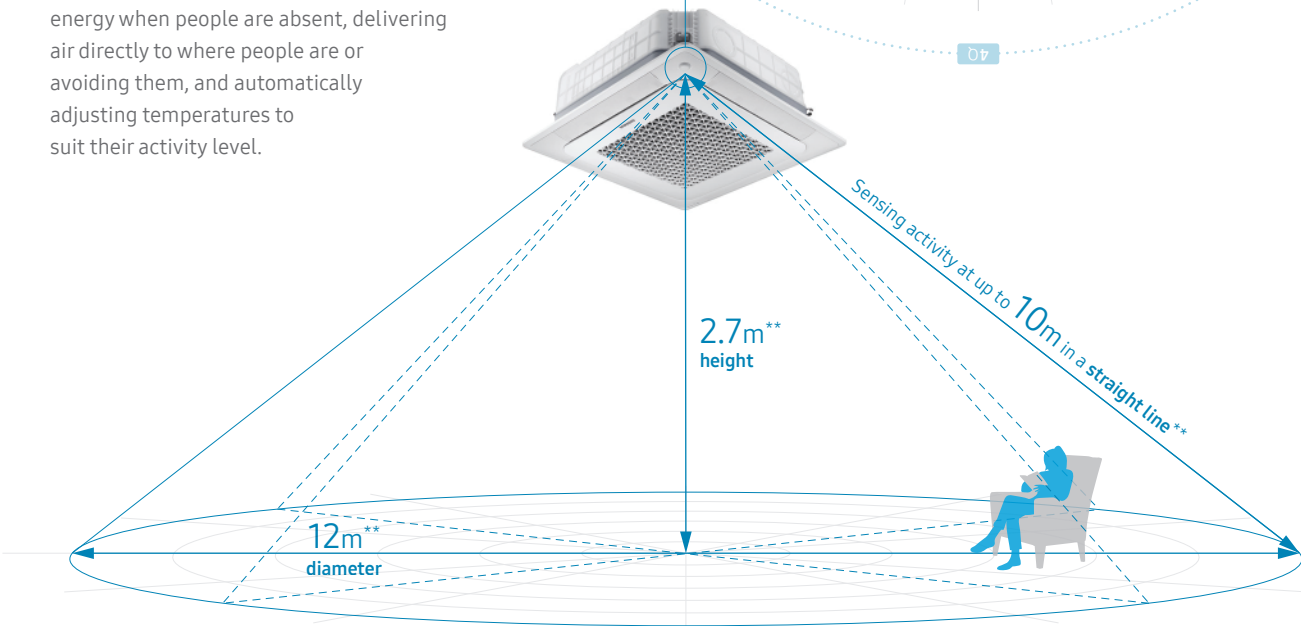 energy when people are absent, delivering
air directly to where people are or
avoiding them, and automatically
adjusting temperatures to
suit their activity level.
40
Sensing activity at up to 10m in a straight line**
2.7m**
height
12m**
diameter